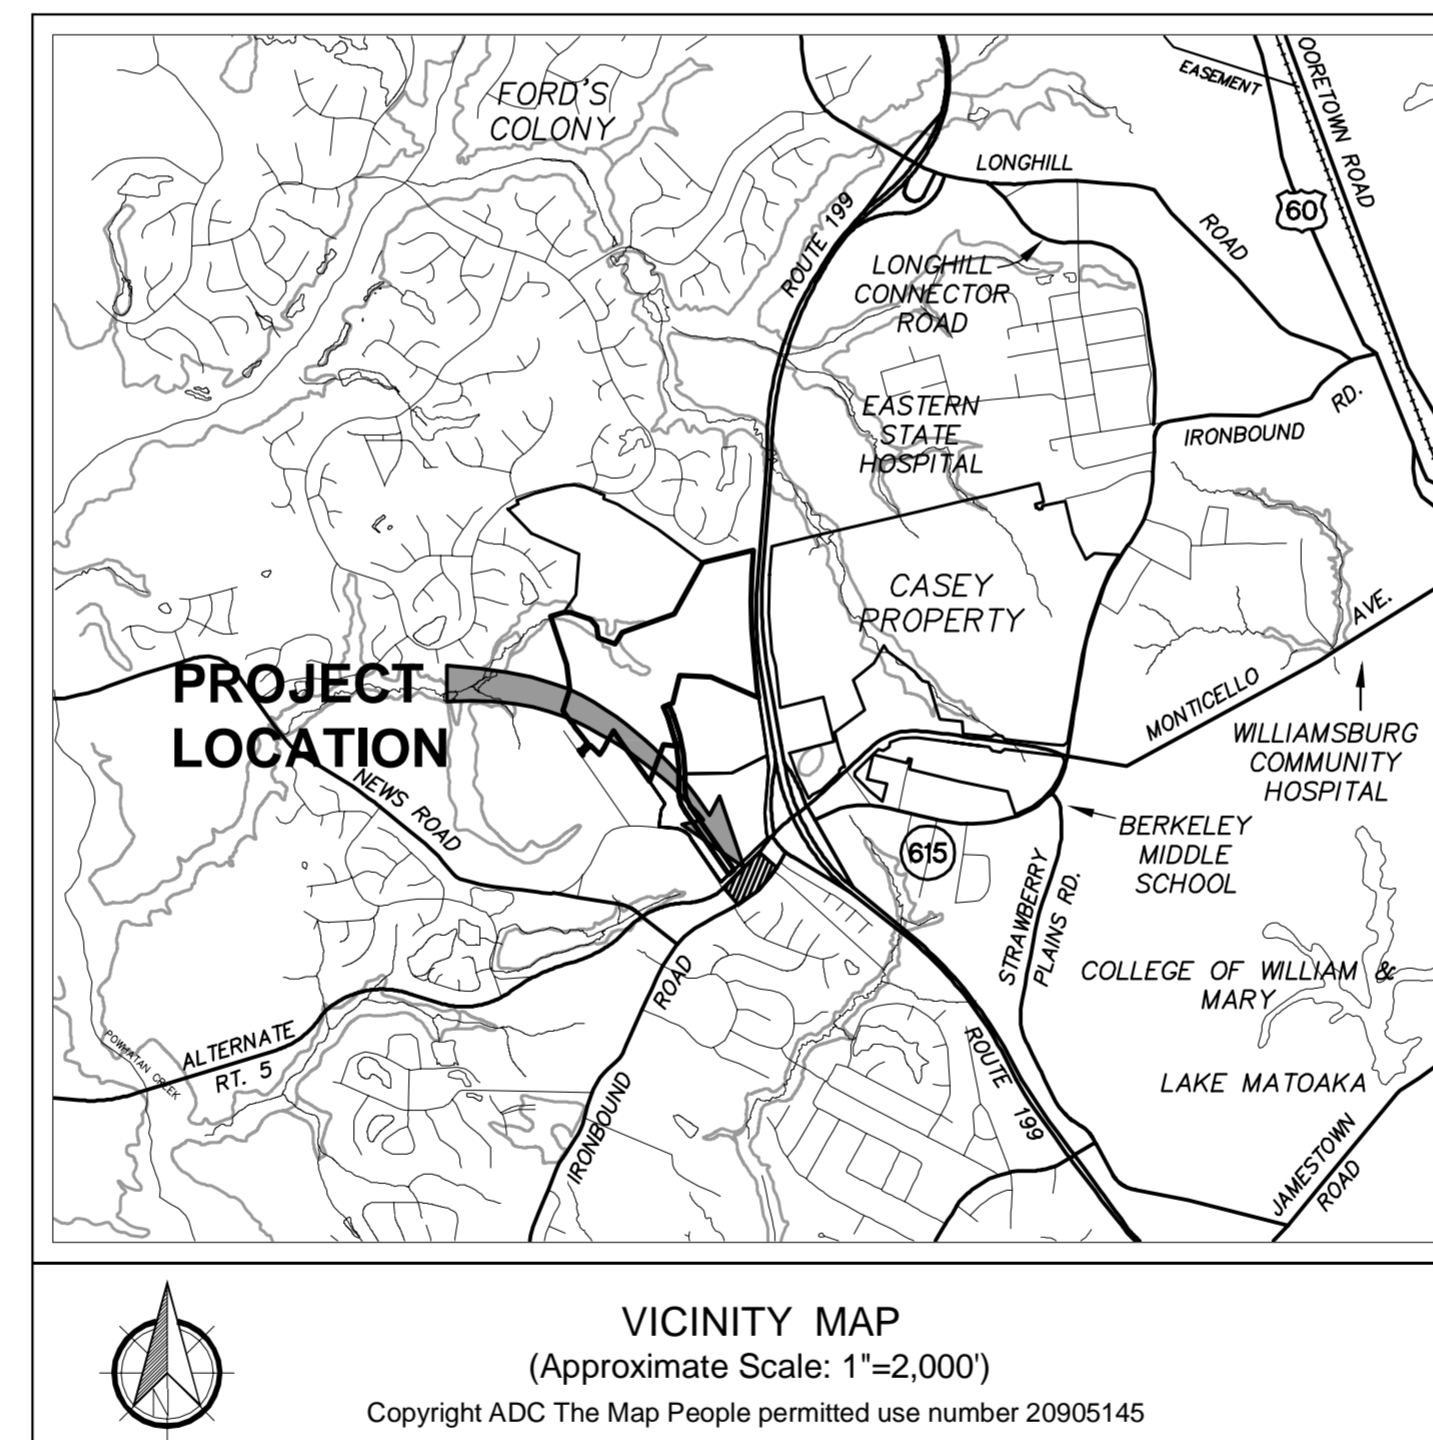 FORD'S
COLONY
EASEMENT
OORETOWN ROAD
60
LONGHILL
ROAD
ROUTE 199
LONGHILL
CONNECTOR
ROAD
EASTERN
STATE
HOSPITAL
IRONBOUND
RD.
CASEY
PROPERTY
MONTICELLO
AVE.
PROJECT
LOCATION
WILLIAMSBURG
COMMUNITY
HOSPITAL
NEWS ROAD
615
BERKELEY
MIDDLE
SCHOOL
STRAWBERRY
PLAINS RD.
COLLEGE OF WILLIAM &
MARY
ROAD
IRONBOUND
ALTERNATE
RT. 5
POWHATAN CREEK
ROUTE 199
LAKE MATOAKA
JAMESTOWN
ROAD
N
VICINITY MAP
(Approximate Scale: 1"=2,000')
Copyright ADC The Map People permitted use number 20905145